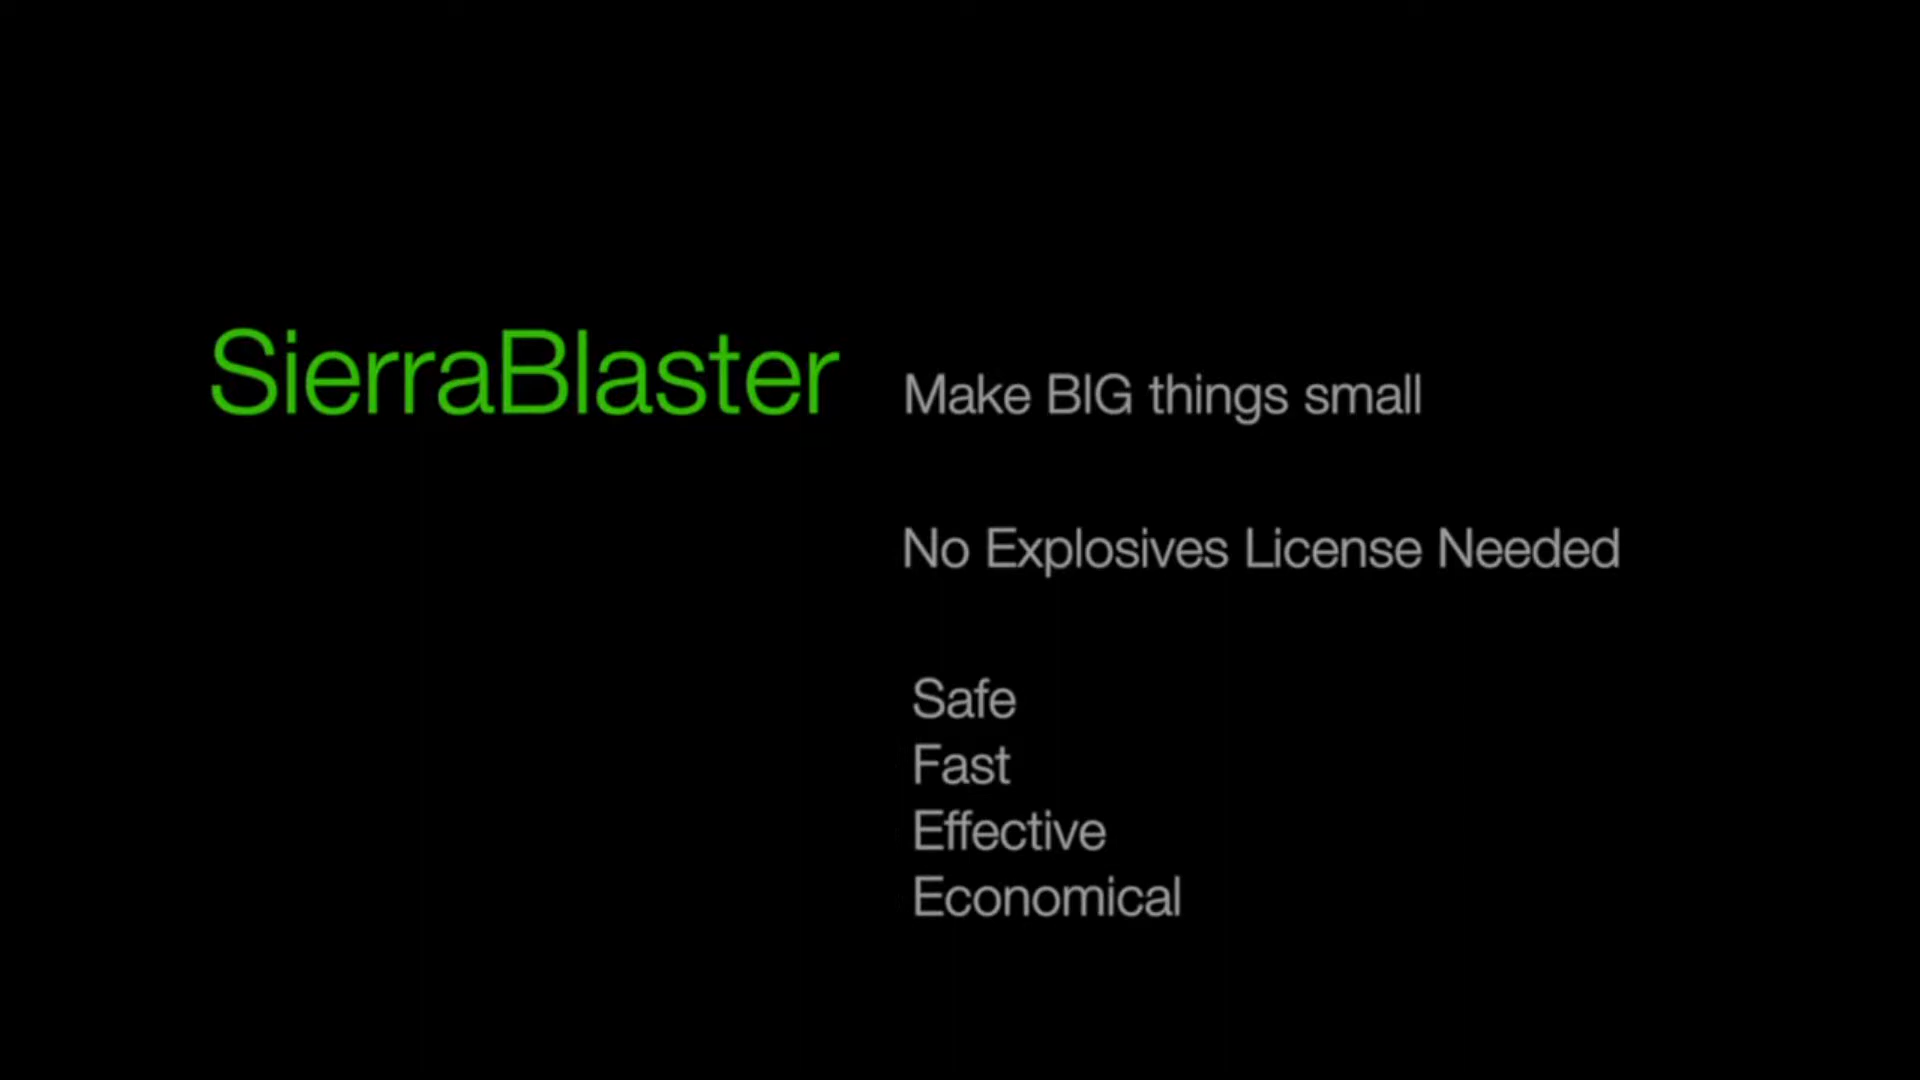 SierraBlaster
Make BIG things small
No Explosives License Needed
Safe
Fast
Effective
Economical